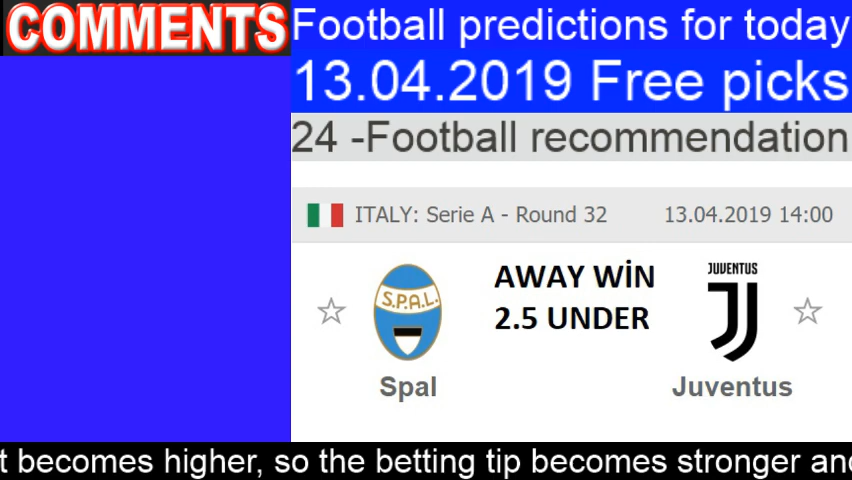 COMMENTS
Football predictions for today
13.04.2019 Free picks
24 -Football recommendation
ITALY: Serie A - Round 32 13.04.2019 14:00
S.P.A.L.
AWAY WİN
2.5 UNDER
JUVENTUS
Spal
Juventus
t becomes higher, so the betting tip becomes stronger and